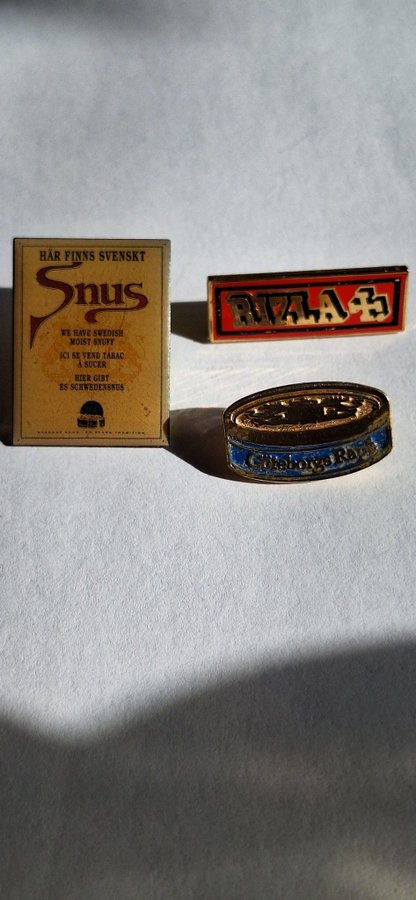 HÄR FINNS SVENSKT
Snus
WE HAVE SWEDISH
MOIST SNUFF
ICI SE VEND TABAC
A SUCER
HIER GIBT
ES SCHWEDENSNUS
RIZLA
Göteborgs Rapé